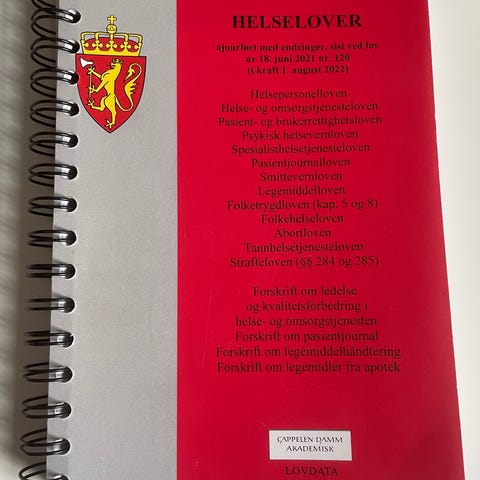 HELSELOVER
ajourført med endringer, sist ved lov
av 18. juni 2021 nr. 120
(i kraft 1. august 2022)
Helsepersonelloven
Helse- og omsorgstjenesteloven
Pasient- og brukerrettighetsloven
Psykisk helsevernloven
Spesialisthelsetjenesteloven
Pasientjournalloven
Smittevernloven
Legemiddelloven
Folketrygdloven (kap. 5 og 8)
Folkehelseloven
Abortloven
Tannhelsetjenesteloven
Straffeloven (§§ 284 og 285)
Forskrift om ledelse
og kvalitetsforbedring i
helse- og omsorgstjenesten
Forskrift om pasientjournal
Forskrift om legemiddelhåndtering
Forskrift om legemidler fra apotek
CAPPELEN DAMM
AKADEMISK
LOVDATA